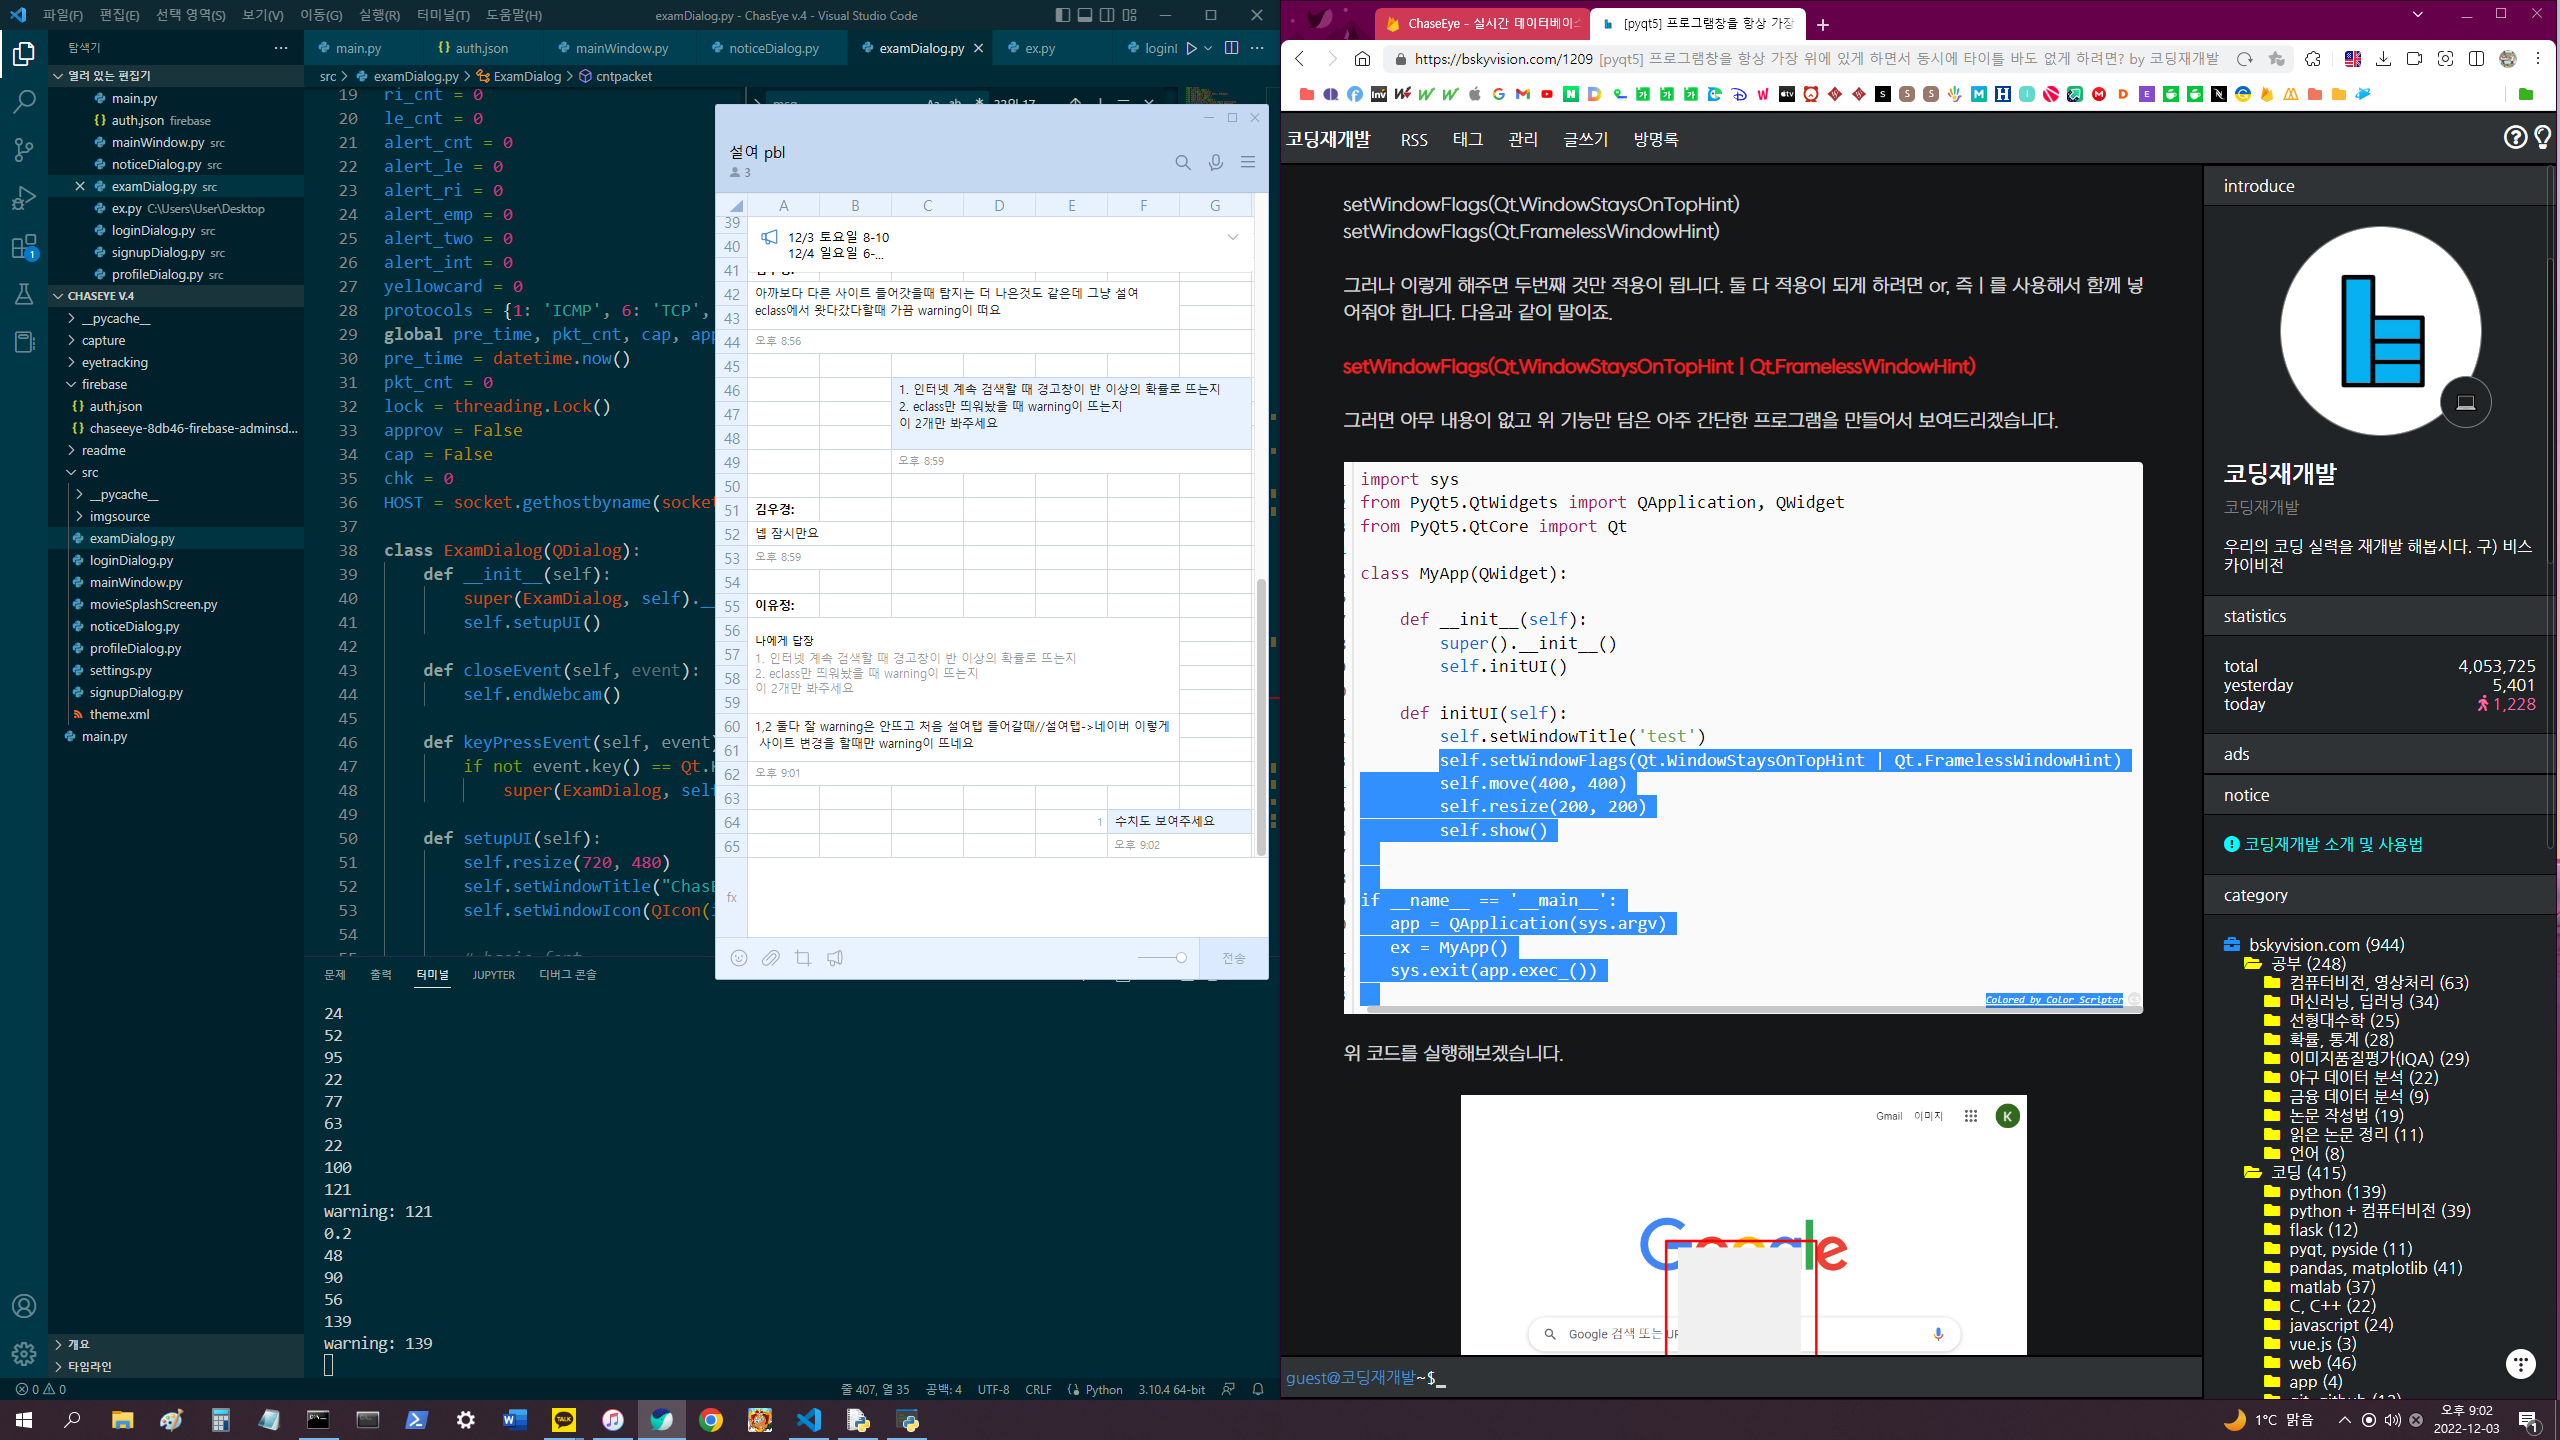 파일(F) 편집(E) 선택 영역(S) 보기(V) 이동(G) 실행(R) 터미널(T) 도움말(H)
examDialog.py - ChasEye v.4 - Visual Studio Code
탐색기
main.py
auth.json
mainWindow.py
noticeDialog.py
examDialog.py
ex.py
loginI
src > examDialog.py > ExamDialog > cntpacket
열려 있는 편집기
main.py
auth.json firebase
mainWindow.py src
noticeDialog.py src
examDialog.py src
ex.py C:\Users\User\Desktop
loginDialog.py src
signupDialog.py src
profileDialog.py src
CHASEYE V.4
__pycache__
capture
eyetracking
firebase
auth.json
chaseeye-8db46-firebase-adminsd...
readme
src
__pycache__
imgsource
examDialog.py
loginDialog.py
mainWindow.py
movieSplashScreen.py
noticeDialog.py
profileDialog.py
settings.py
signupDialog.py
theme.xml
main.py
개요
타임라인
19 ri_cnt = 0
20 le_cnt = 0
21 alert_cnt = 0
22 alert_le = 0
23 alert_ri = 0
24 alert_emp = 0
25 alert_two = 0
26 alert_int = 0
27 yellowcard = 0
28 protocols = {1: 'ICMP', 6: 'TCP',
29 global pre_time, pkt_cnt, cap, app
30 pre_time = datetime.now()
31 pkt_cnt = 0
32 lock = threading.Lock()
33 approv = False
34 cap = False
35 chk = 0
36 HOST = socket.gethostbyname(socket
37
38 class ExamDialog(QDialog):
39 def __init__(self):
40 super(ExamDialog, self).__
41 self.setupUI()
42
43 def closeEvent(self, event):
44 self.endWebcam()
45
46 def keyPressEvent(self, event)
47 if not event.key() == Qt.
48 super(ExamDialog, sel
49
50 def setupUI(self):
51 self.resize(720, 480)
52 self.setWindowTitle("ChasE
53 self.setWindowIcon(QIcon(
54
문제 출력 터미널 JUPYTER 디버그 콘솔
24
52
95
22
77
63
22
100
121
warning: 121
0.2
48
90
56
139
warning: 139
0 0
줄 407, 열 35 공백: 4 UTF-8 CRLF Python 3.10.4 64-bit
설여 pbl
3
A B C D E F G
39
40
41
42
43
44
45
46
47
48
49
50
51
52
53
54
55
56
57
58
59
60
61
62
63
64
65
12/3 토요일 8-10
12/4 일요일 6-...
아까보다 다른 사이트 들어갓을때 탐지는 더 나은것도 같은데 그냥 설여
eclass에서 왓다갔다할때 가끔 warning이 떠요
오후 8:56
1. 인터넷 계속 검색할 때 경고창이 반 이상의 확률로 뜨는지
2. eclass만 띄워놨을 때 warning이 뜨는지
이 2개만 봐주세요
오후 8:59
김우경:
넵 잠시만요
오후 8:59
이유정:
나에게 답장
1. 인터넷 계속 검색할 때 경고창이 반 이상의 확률로 뜨는지
2. eclass만 띄워놨을 때 warning이 뜨는지
이 2개만 봐주세요
1,2 둘다 잘 warning은 안뜨고 처음 설여탭 들어갈때//설여탭->네이버 이렇게
사이트 변경을 할때만 warning이 뜨네요
오후 9:01
1 수치도 보여주세요
오후 9:02
fx
전송
ChaseEye - 실시간 데이터베이스
[pyqt5] 프로그램창을 항상 가장
https://bskyvision.com/1209 [pyqt5] 프로그램창을 항상 가장 위에 있게 하면서 동시에 타이틀 바도 없게 하려면? by 코딩재개발
코딩재개발 RSS 태그 관리 글쓰기 방명록
setWindowFlags(Qt.WindowStaysOnTopHint)
setWindowFlags(Qt.FramelessWindowHint)
그러나 이렇게 해주면 두번째 것만 적용이 됩니다. 둘 다 적용이 되게 하려면 or, 즉 | 를 사용해서 함께 넣
어줘야 합니다. 다음과 같이 말이죠.
setWindowFlags(Qt.WindowStaysOnTopHint | Qt.FramelessWindowHint)
그러면 아무 내용이 없고 위 기능만 담은 아주 간단한 프로그램을 만들어서 보여드리겠습니다.
import sys
from PyQt5.QtWidgets import QApplication, QWidget
from PyQt5.QtCore import Qt
class MyApp(QWidget):
def __init__(self):
super().__init__()
self.initUI()
def initUI(self):
self.setWindowTitle('test')
self.setWindowFlags(Qt.WindowStaysOnTopHint | Qt.FramelessWindowHint)
self.move(400, 400)
self.resize(200, 200)
self.show()
if __name__ == '__main__':
app = QApplication(sys.argv)
ex = MyApp()
sys.exit(app.exec_())
Colored by Color Scripter
위 코드를 실행해보겠습니다.
Gmail 이미지 K
Google
Google 검색 또는 UR
guest@코딩재개발~$_
introduce
코딩재개발
코딩재개발
우리의 코딩 실력을 재개발 해봅시다. 구) 비스
카이비전
statistics
total 4,053,725
yesterday 5,401
today 1,228
ads
notice
코딩재개발 소개 및 사용법
category
bskyvision.com (944)
공부 (248)
컴퓨터비전, 영상처리 (63)
머신러닝, 딥러닝 (34)
선형대수학 (25)
확률, 통계 (28)
이미지품질평가(IQA) (29)
야구 데이터 분석 (22)
금융 데이터 분석 (9)
논문 작성법 (19)
읽은 논문 정리 (11)
언어 (8)
코딩 (415)
python (139)
python + 컴퓨터비전 (39)
flask (12)
pyqt, pyside (11)
pandas, matplotlib (41)
matlab (37)
C, C++ (22)
javascript (24)
vue.js (3)
web (46)
app (4)
1°C 맑음
오후 9:02
2022-12-03